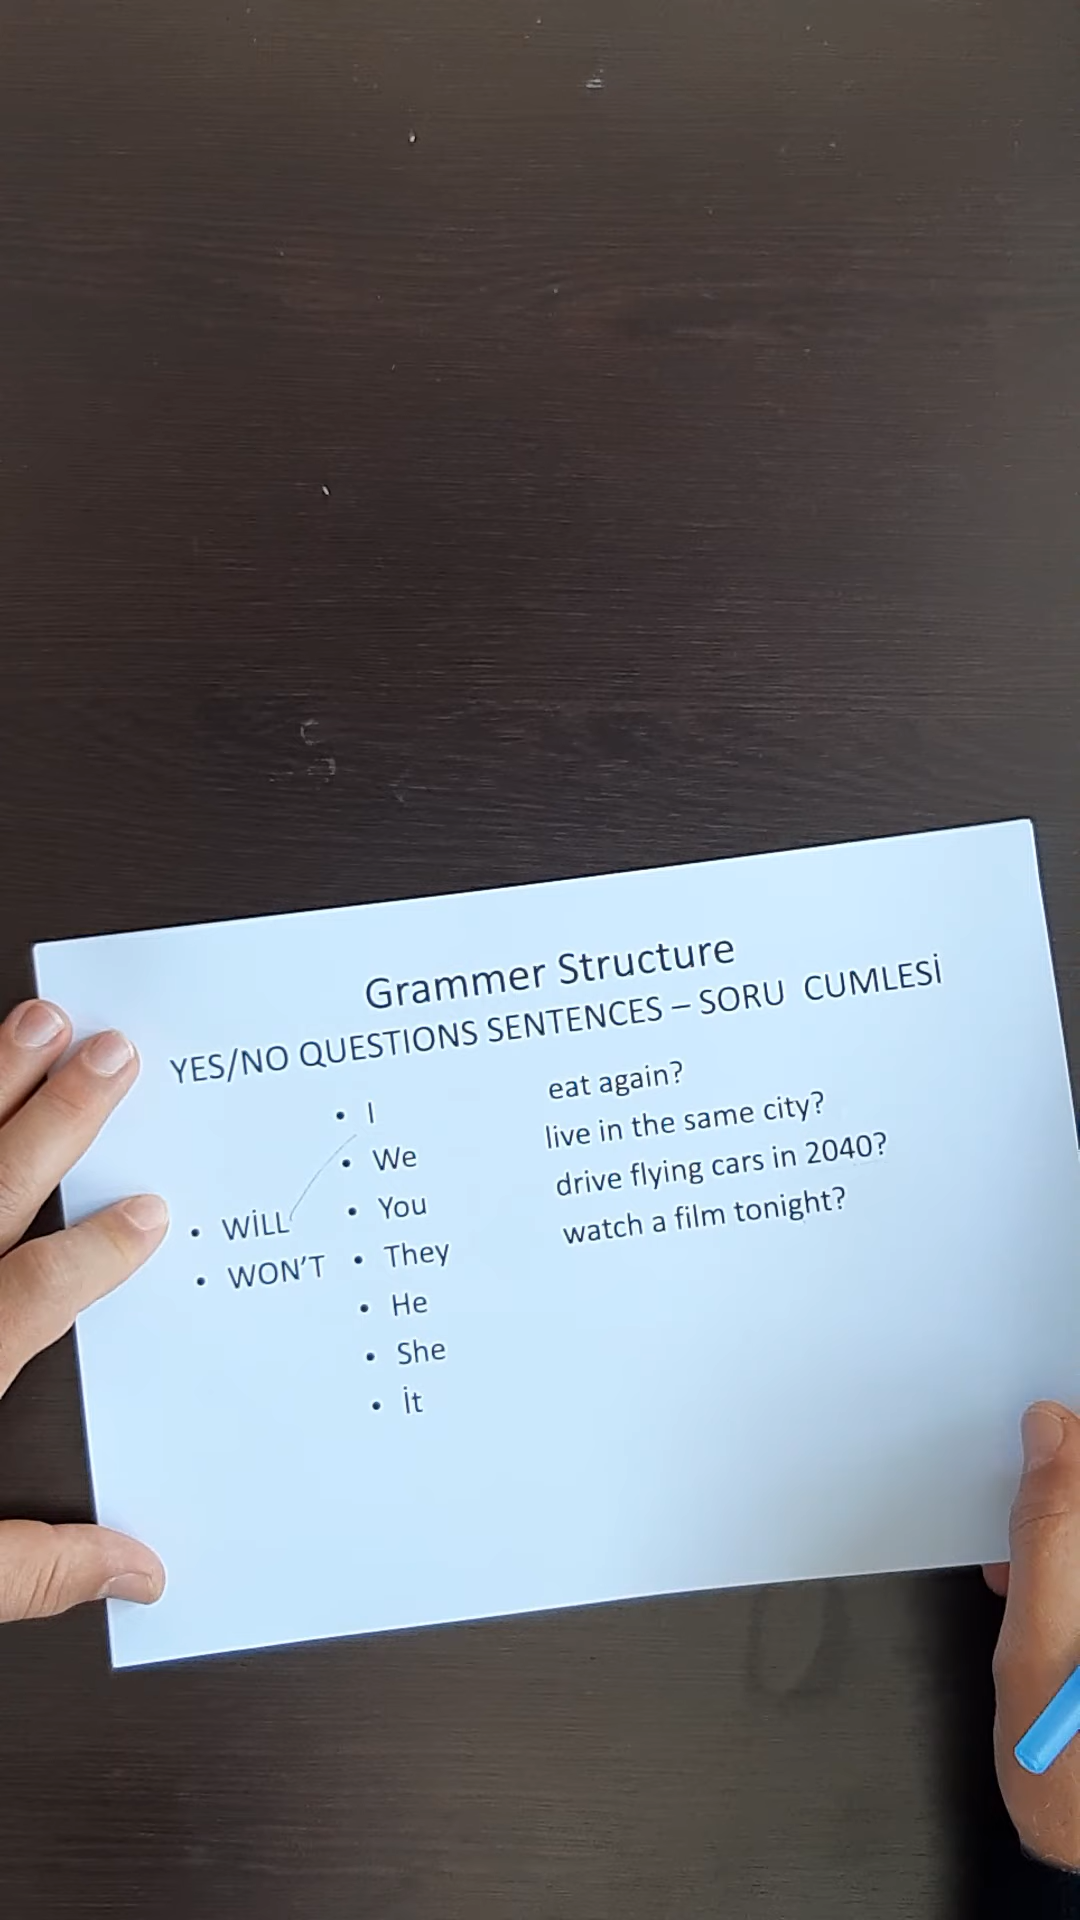 Grammer Structure
YES/NO QUESTIONS SENTENCES – SORU CUMLESİ
• I
• We
• You
• They
• He
• She
• İt
• WİLL
• WON'T
eat again?
live in the same city?
drive flying cars in 2040?
watch a film tonight?